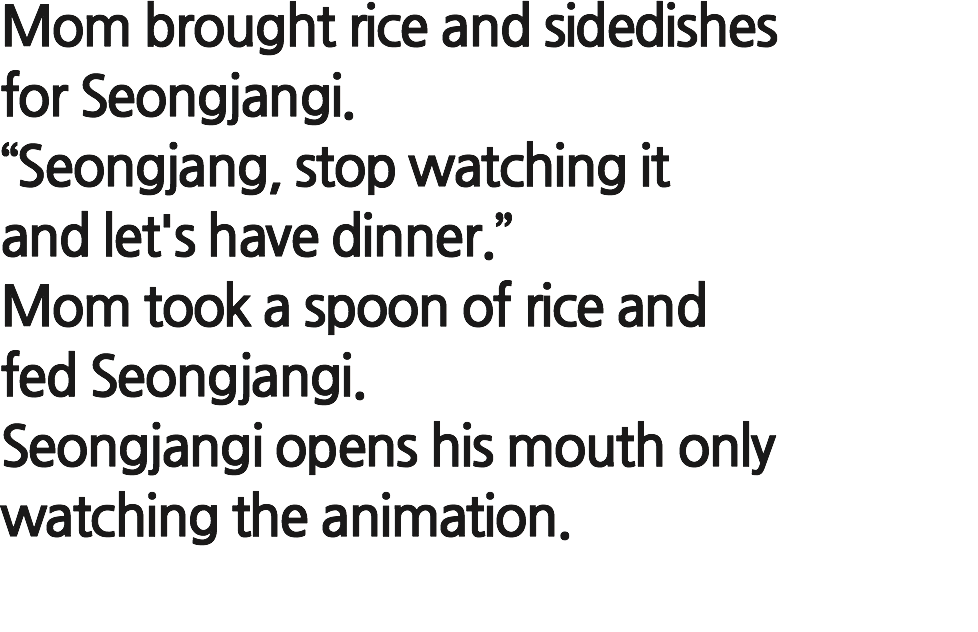 Mom brought rice and sidedishes
for Seongjangi.
“Seongjang, stop watching it
and let's have dinner.”
Mom took a spoon of rice and
fed Seongjangi.
Seongjangi opens his mouth only
watching the animation.